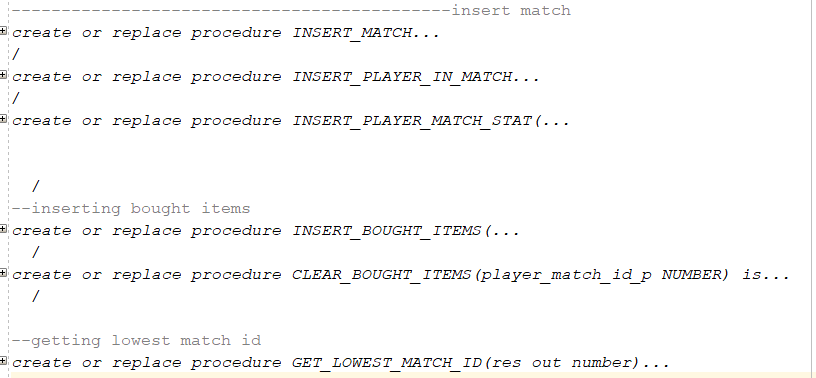 --------------------------------------------insert match
create or replace procedure INSERT_MATCH...
/
create or replace procedure INSERT_PLAYER_IN_MATCH...
/
create or replace procedure INSERT_PLAYER_MATCH_STAT(...
/
--inserting bought items
create or replace procedure INSERT_BOUGHT_ITEMS(...
/
create or replace procedure CLEAR_BOUGHT_ITEMS(player_match_id_p NUMBER) is...
/
--getting lowest match id
create or replace procedure GET_LOWEST_MATCH_ID(res out number)...